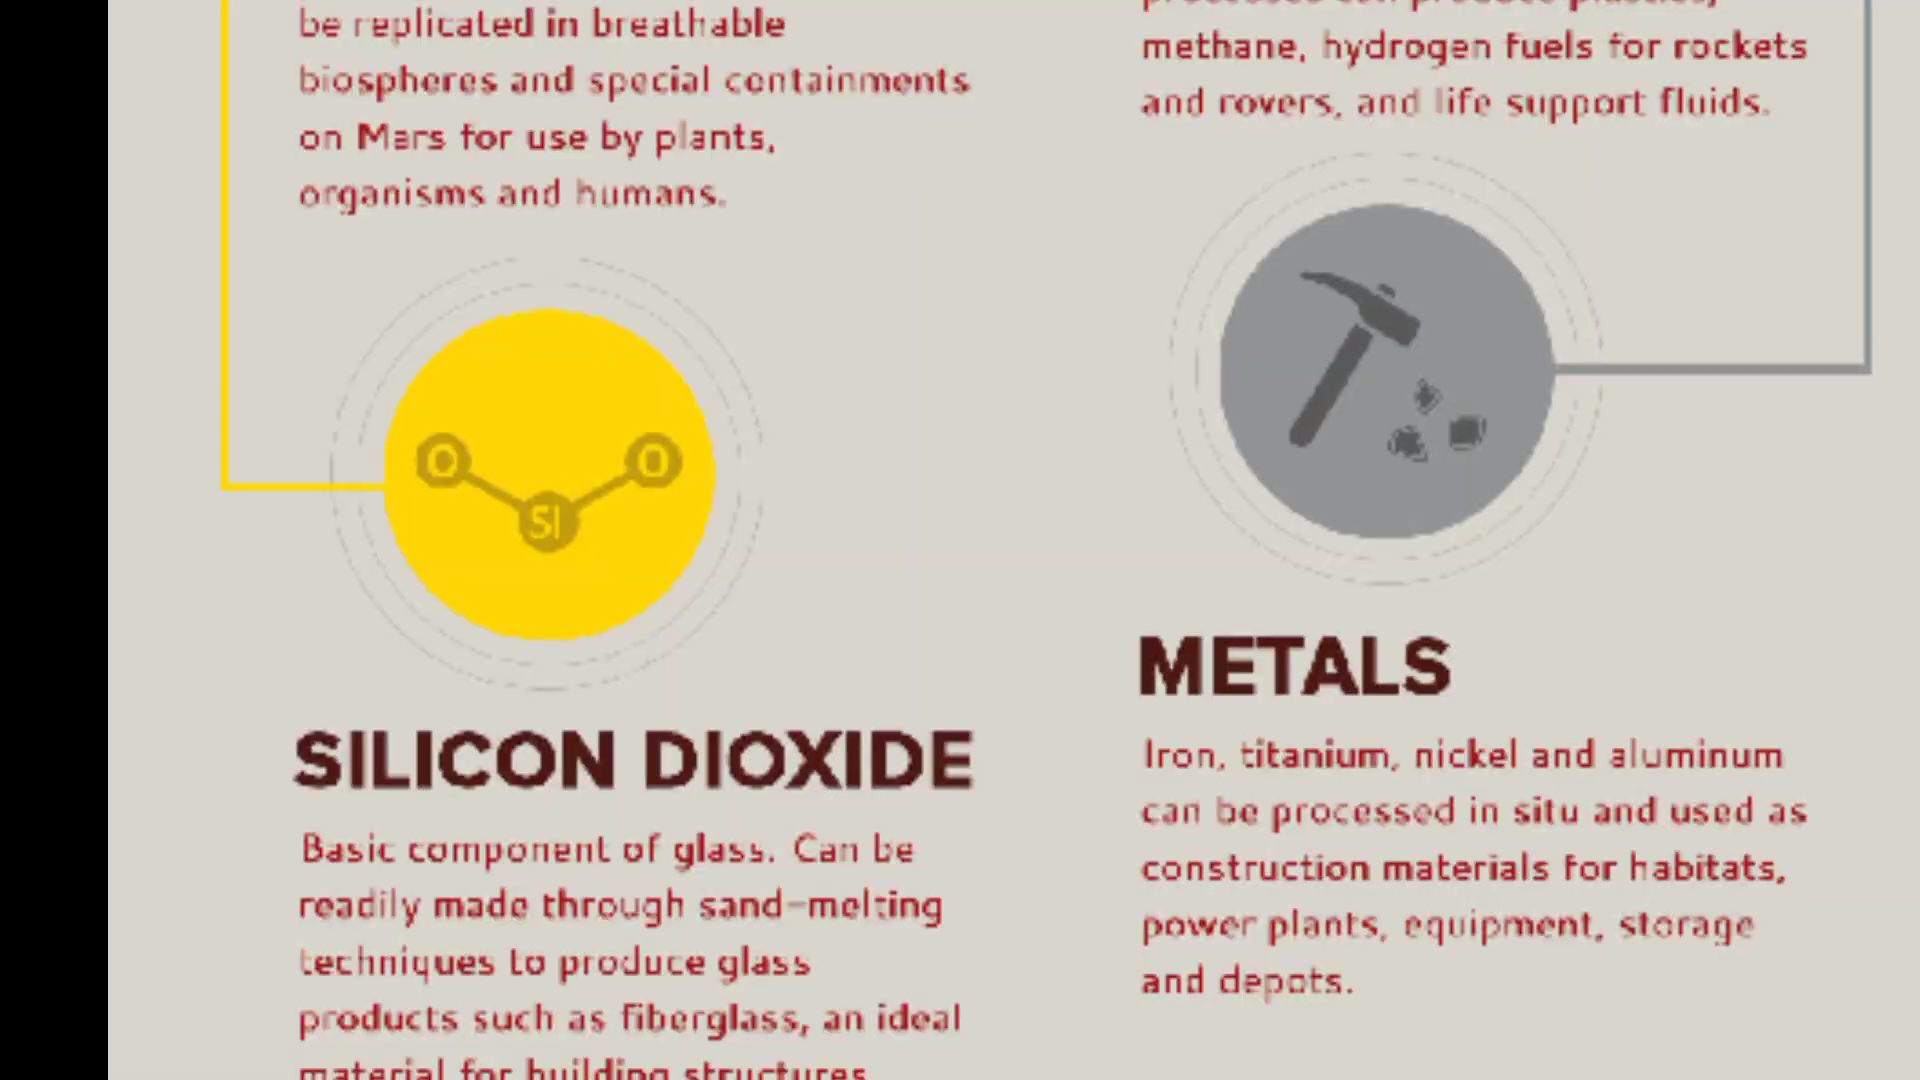 be replicated in breathable
biospheres and special containments
on Mars for use by plants,
organisms and humans.
O O
SI
SILICON DIOXIDE
Basic component of glass. Can be
readily made through sand-melting
techniques to produce glass
products such as fiberglass, an ideal
material for building structures
processes can produce plastics,
methane, hydrogen fuels for rockets
and rovers, and life support fluids.
METALS
Iron, titanium, nickel and aluminum
can be processed in situ and used as
construction materials for habitats,
power plants, equipment, storage
and depots.